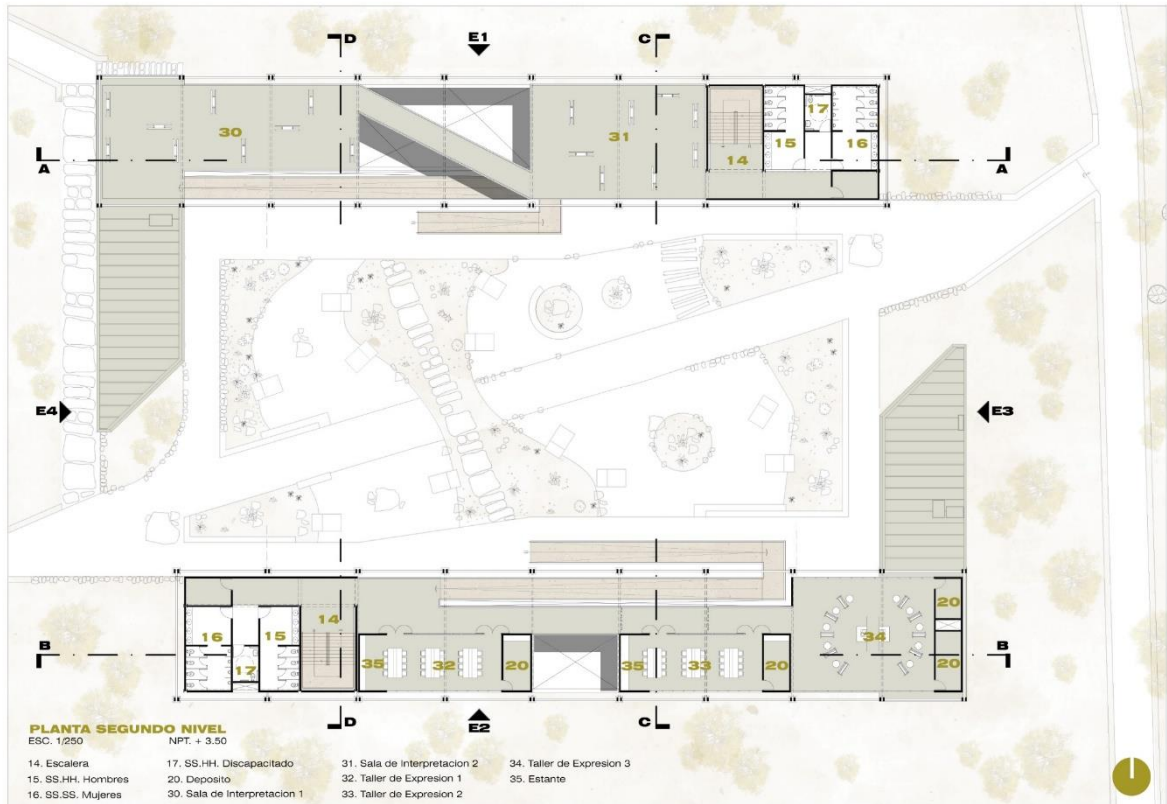 D
E1
C
30
31
14
15
17
16
A
A
E4
E3
14
16
15
17
35
32
20
35
33
20
34
20
20
B
B
D
E2
C
PLANTA SEGUNDO NIVEL
ESC. 1/250
NPT. + 3.50
14. Escalera
15. SS.HH. Hombres
16. SS.SS. Mujeres
17. SS.HH. Discapacitado
20. Deposito
30. Sala de Interpretacion 1
31. Sala de Interpretacion 2
32. Taller de Expresion 1
33. Taller de Expresion 2
34. Taller de Expresion 3
35. Estante